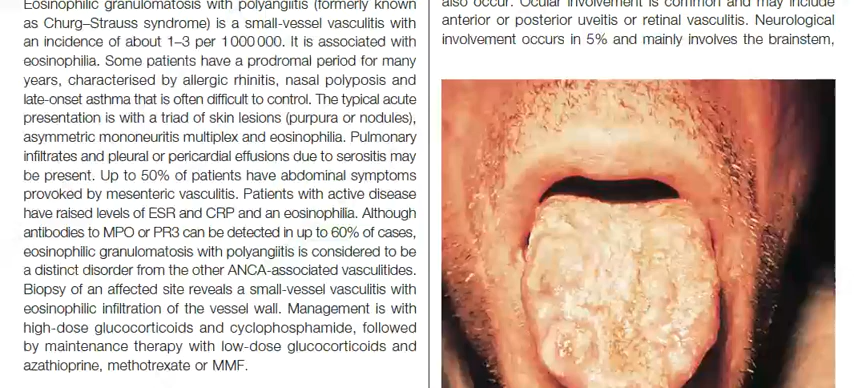 Eosinophilic granulomatosis with polyangiitis (formerly known
as Churg–Strauss syndrome) is a small-vessel vasculitis with
an incidence of about 1–3 per 1 000 000. It is associated with
eosinophilia. Some patients have a prodromal period for many
years, characterised by allergic rhinitis, nasal polyposis and
late-onset asthma that is often difficult to control. The typical acute
presentation is with a triad of skin lesions (purpura or nodules),
asymmetric mononeuritis multiplex and eosinophilia. Pulmonary
infiltrates and pleural or pericardial effusions due to serositis may
be present. Up to 50% of patients have abdominal symptoms
provoked by mesenteric vasculitis. Patients with active disease
have raised levels of ESR and CRP and an eosinophilia. Although
antibodies to MPO or PR3 can be detected in up to 60% of cases,
eosinophilic granulomatosis with polyangiitis is considered to be
a distinct disorder from the other ANCA-associated vasculitides.
Biopsy of an affected site reveals a small-vessel vasculitis with
eosinophilic infiltration of the vessel wall. Management is with
high-dose glucocorticoids and cyclophosphamide, followed
by maintenance therapy with low-dose glucocorticoids and
azathioprine, methotrexate or MMF.
also occur. Ocular involvement is common and may include
anterior or posterior uveitis or retinal vasculitis. Neurological
involvement occurs in 5% and mainly involves the brainstem,